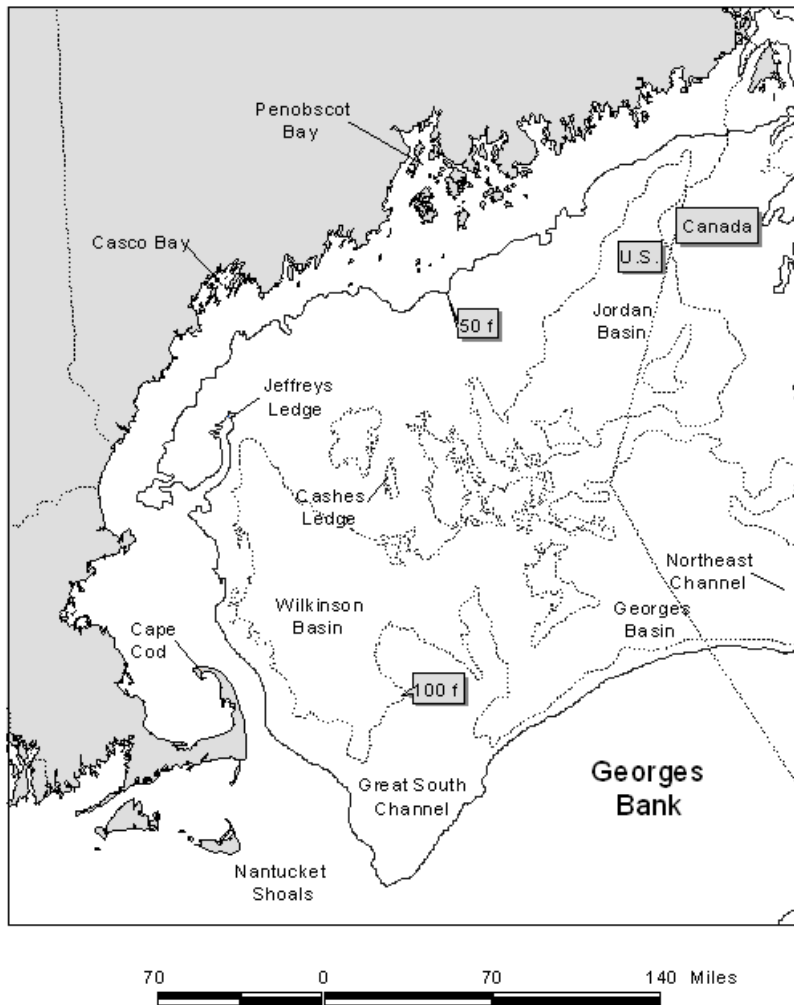 Penobscot
Bay
Canada
Casco Bay
U.S.
Jordan
Basin
50 f
Jeffreys
Ledge
Cashes
Ledge
Northeast
Channel
Wilkinson
Basin
Georges
Basin
Cape
Cod
100 f
Georges
Bank
Great South
Channel
Nantucket
Shoals
70 0 70 140 Miles